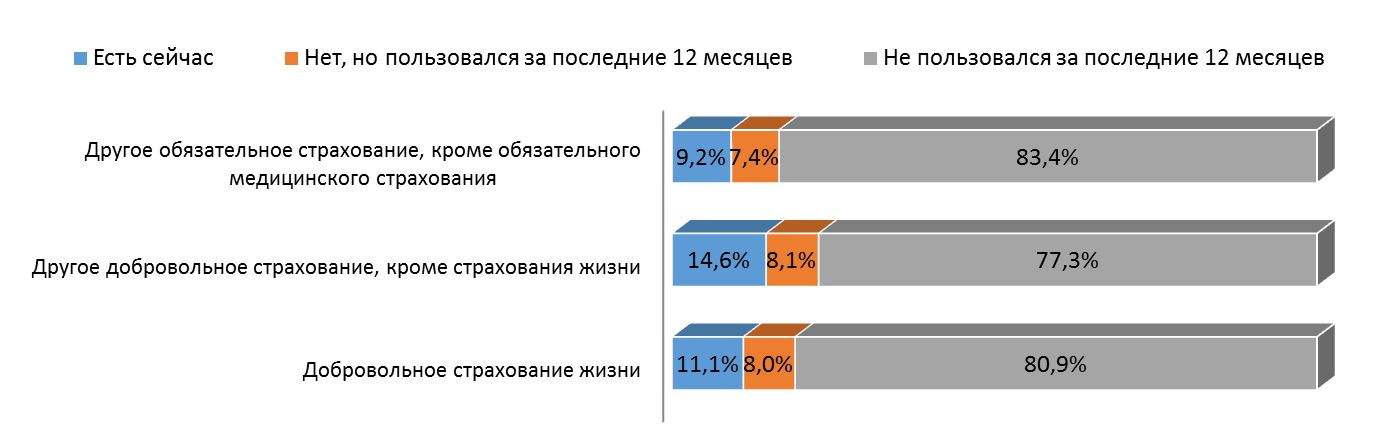 Есть сейчас
Нет, но пользовался за последние 12 месяцев
Не пользовался за последние 12 месяцев
Другое обязательное страхование, кроме обязательного
медицинского страхования
9,2%
7,4%
83,4%
Другое добровольное страхование, кроме страхования жизни
14,6%
8,1%
77,3%
Добровольное страхование жизни
11,1%
8,0%
80,9%